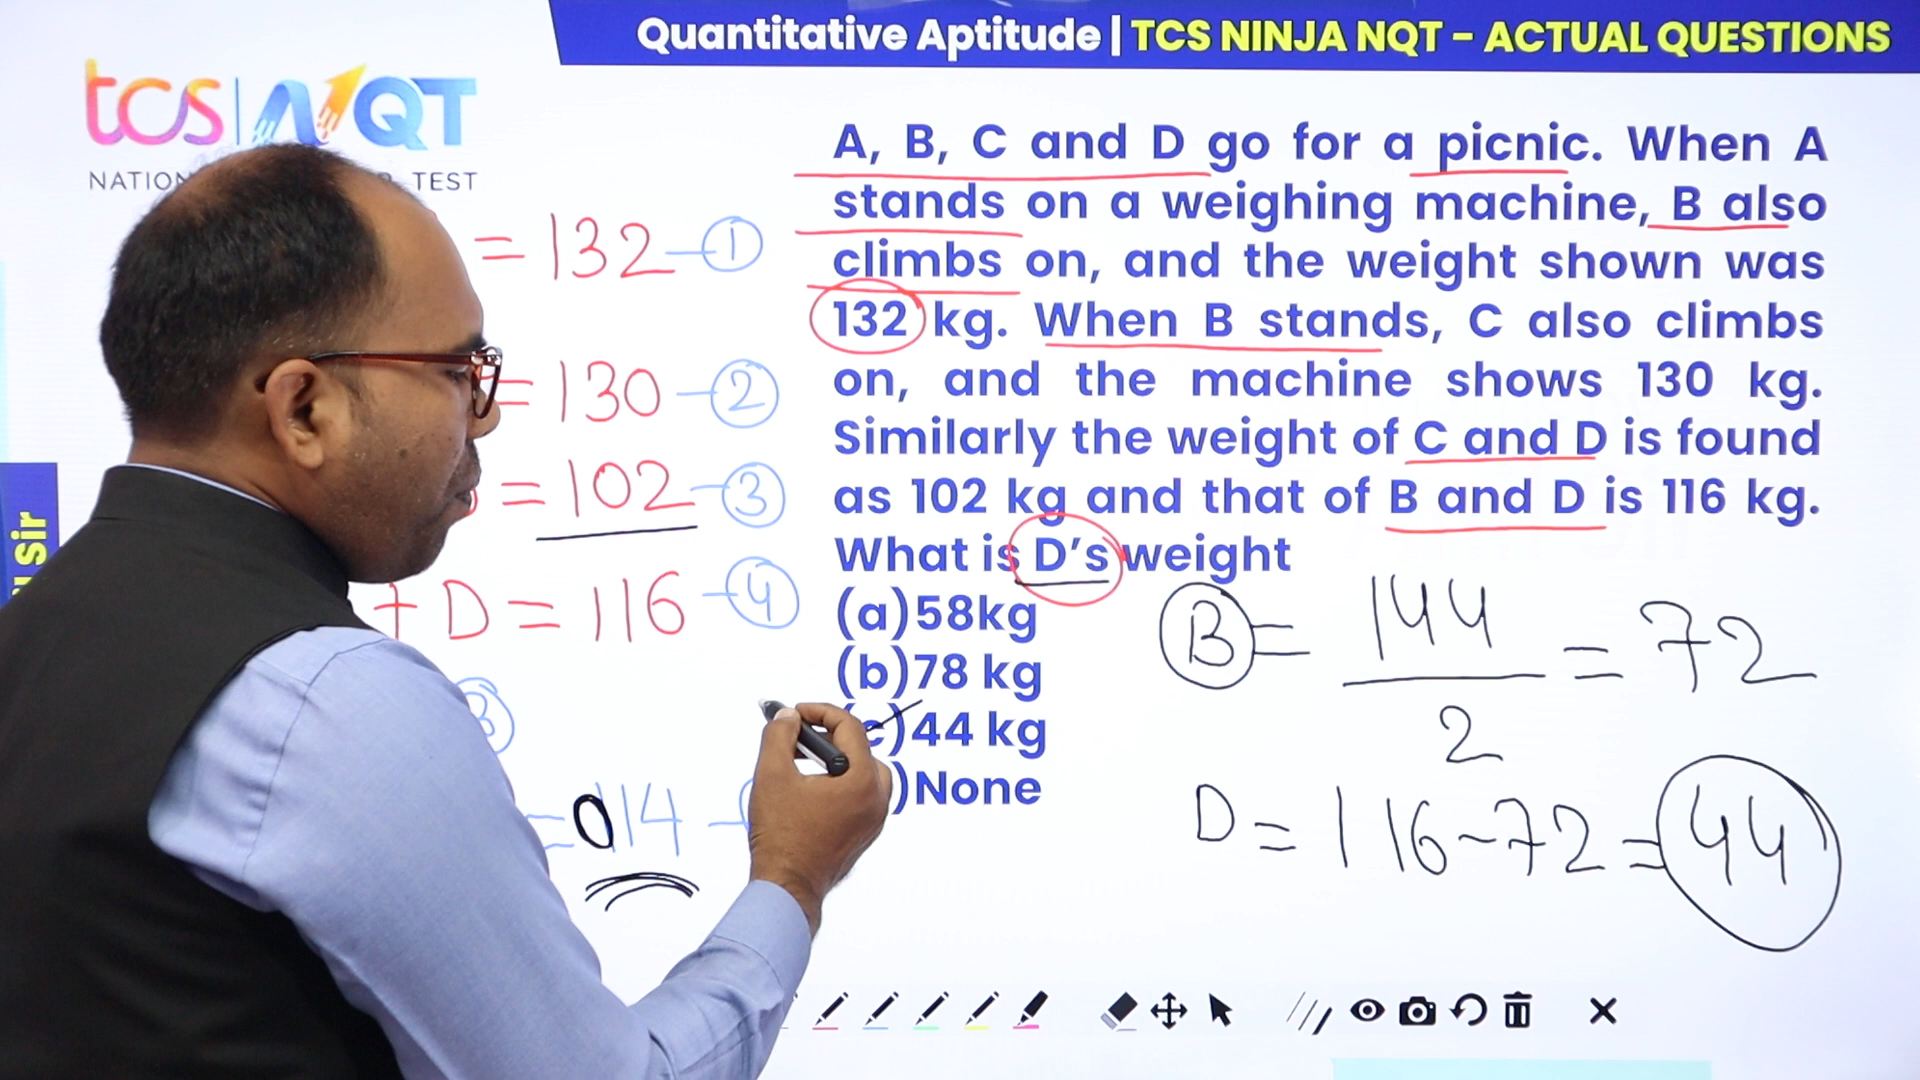 Quantitative Aptitude | TCS NINJA NQT – ACTUAL QUESTIONS
tcs NQT
TEST
A, B, C and D go for a picnic. When A
stands on a weighing machine, B also
climbs on, and the weight shown was
132 kg. When B stands, C also climbs
on, and the machine shows 130 kg.
Similarly the weight of C and D is found
as 102 kg and that of B and D is 116 kg.
What is D's weight
(a)58kg
(b)78 kg
c)44 kg
)None
= 132 – 1
= 130 – 2
= 102 – 3
+ D = 116 – 4
3
= 014 –
B = 144 / 2 = 72
D = 116 - 72 = 44
sir